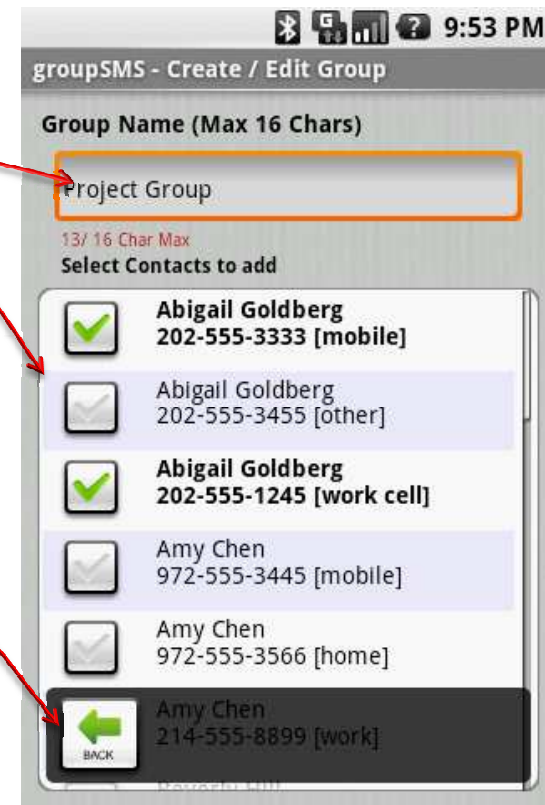 9:53 PM
groupSMS - Create / Edit Group
Group Name (Max 16 Chars)
Project Group
13/ 16 Char Max
Select Contacts to add
Abigail Goldberg
202-555-3333 [mobile]
Abigail Goldberg
202-555-3455 [other]
Abigail Goldberg
202-555-1245 [work cell]
Amy Chen
972-555-3445 [mobile]
Amy Chen
972-555-3566 [home]
Amy Chen
214-555-8899 [work]
BACK
Beverly Hill